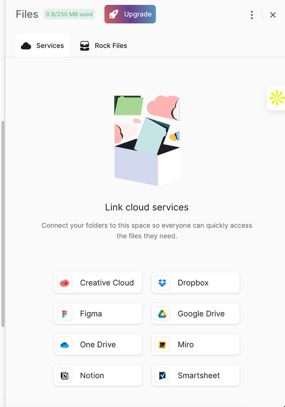 Files 0 B/250 MB used Upgrade
Services Rock Files
Link cloud services
Connect your folders to this space so everyone can quickly access
the files they need.
Creative Cloud Dropbox
Figma Google Drive
One Drive Miro
Notion Smartsheet